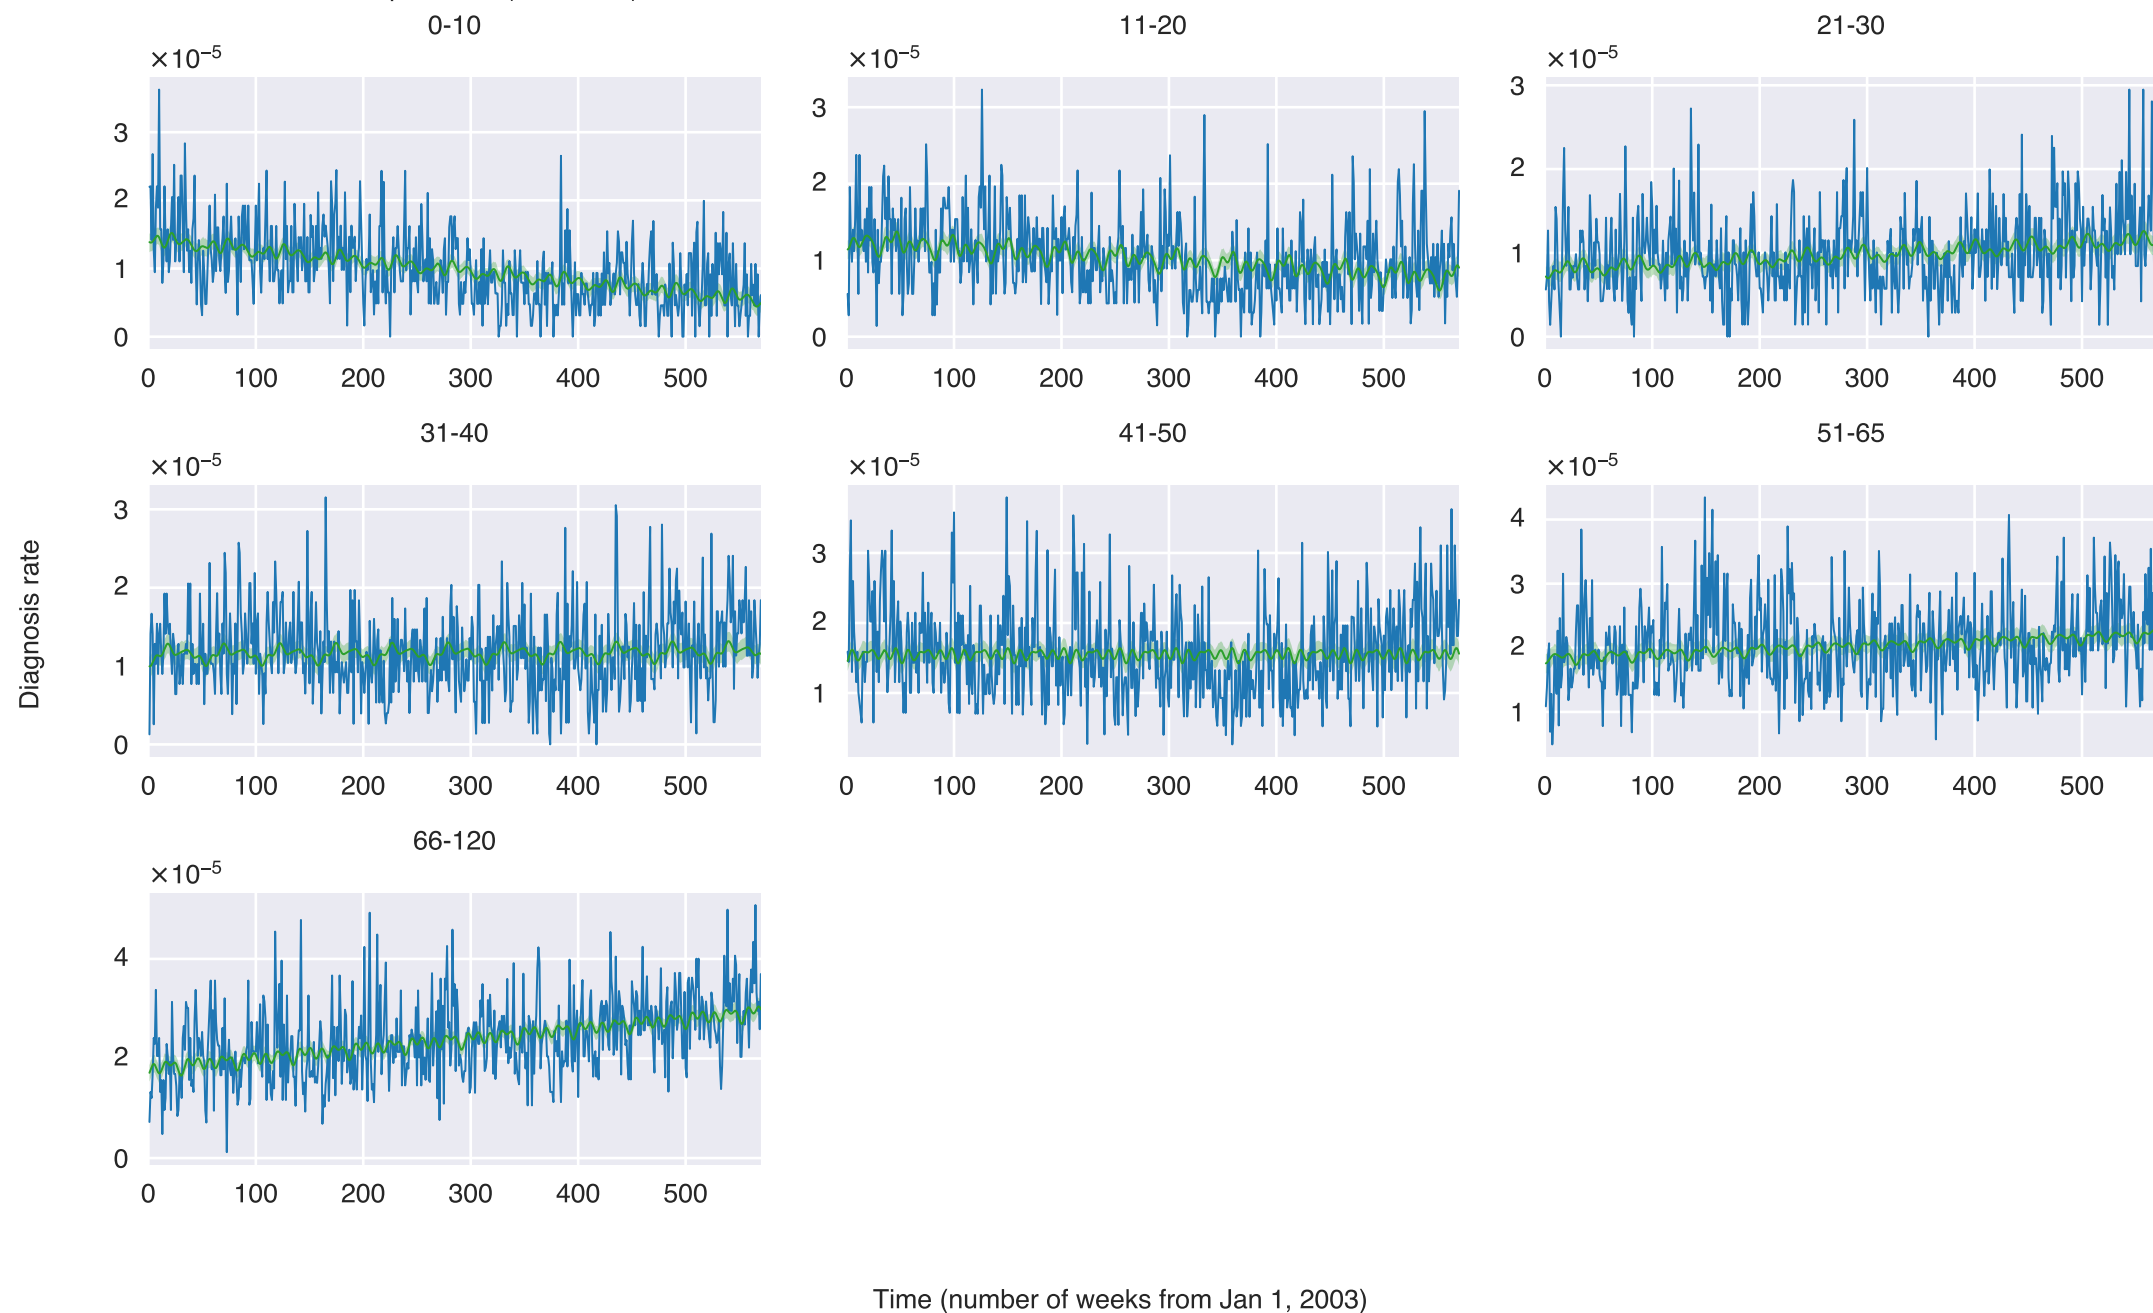 0-10 11-20 21-30
×10⁻⁵ ×10⁻⁵ ×10⁻⁵
3 2 1 0
3 2 1 0
3 2 1 0
0 100 200 300 400 500 0 100 200 300 400 500 0 100 200 300 400 500
31-40 41-50 51-65
×10⁻⁵ ×10⁻⁵ ×10⁻⁵
Diagnosis rate
3 2 1 0
3 2 1
4 3 2 1
0 100 200 300 400 500 0 100 200 300 400 500 0 100 200 300 400 500
66-120
×10⁻⁵
4 2 0
0 100 200 300 400 500
Time (number of weeks from Jan 1, 2003)